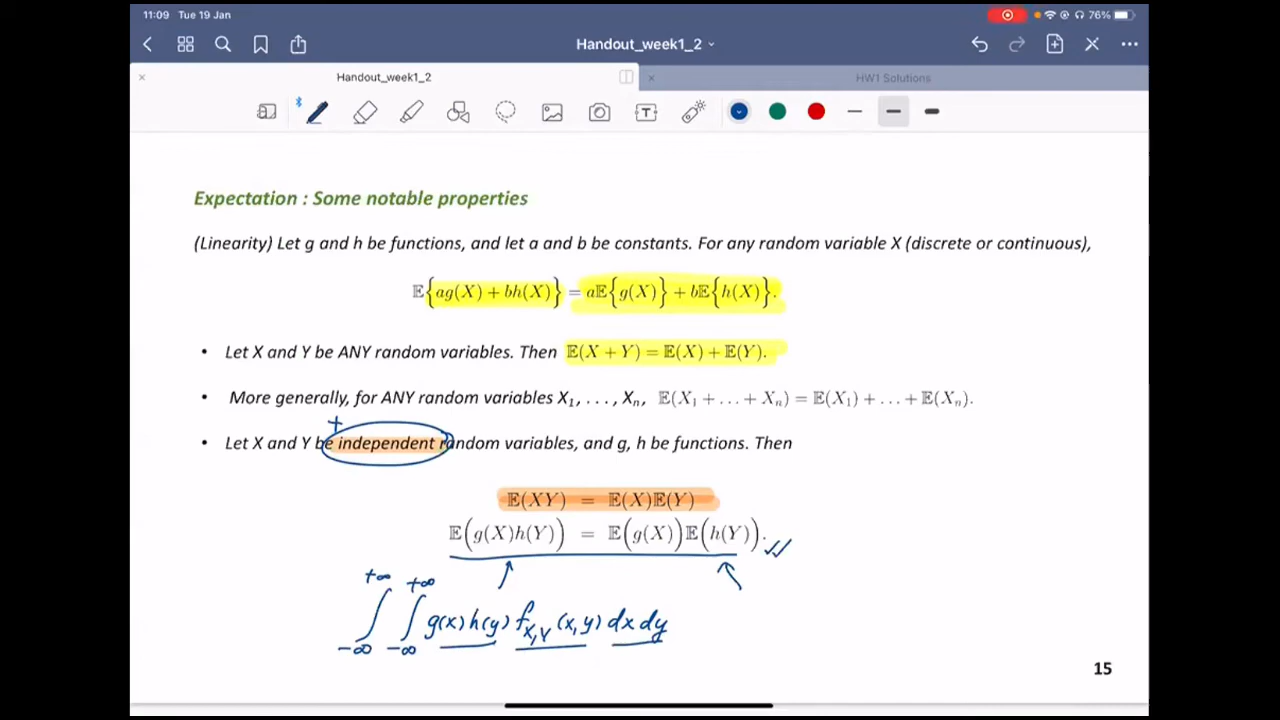 11:09 Tue 19 Jan
76%
Handout_week1_2
Handout_week1_2
HW1 Solutions
T
Expectation : Some notable properties
(Linearity) Let g and h be functions, and let a and b be constants. For any random variable X (discrete or continuous),
𝔼{ag(X) + bh(X)} = a𝔼{g(X)} + b𝔼{h(X)}.
• Let X and Y be ANY random variables. Then 𝔼(X + Y) = 𝔼(X) + 𝔼(Y).
• More generally, for ANY random variables X₁, . . . , Xₙ, 𝔼(X₁ + . . . + Xₙ) = 𝔼(X₁) + . . . + 𝔼(Xₙ).
+
• Let X and Y be independent random variables, and g, h be functions. Then
𝔼(XY) = 𝔼(X)𝔼(Y)
𝔼(g(X)h(Y)) = 𝔼(g(X))𝔼(h(Y)).
+∞ +∞
∫ ∫ g(x) h(y) f_{X,Y} (x, y) dx dy
-∞ -∞
15